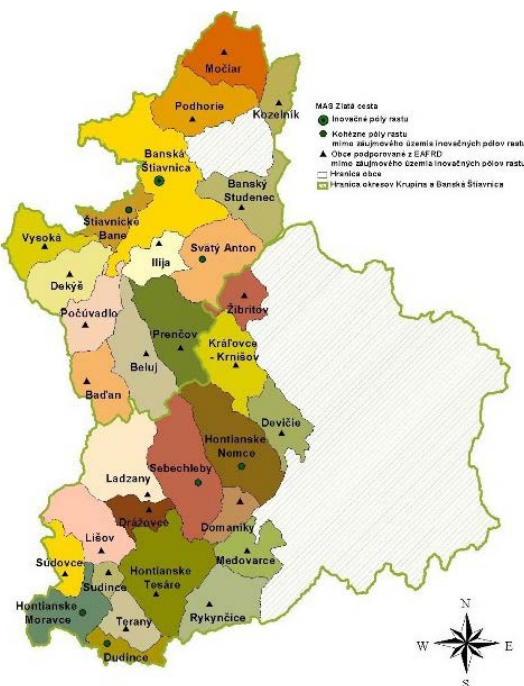 Močiar
Podhorie
Kozelník
MAS Zlatá cesta
Inovačné póly rastu
Kohézne póly rastu
mimo záujmového územia inovačných pólov rastu
Obce podporované z EAFRD
mimo záujmového územia inovačných pólov rastu
Hranica obce
Hranica okresov Krupina a Banská Štiavnica
Banská
Štiavnica
Banský
Studenec
Štiavnické
Bane
Vysoká
Ilija
Svätý Anton
Dekýš
Počúvadlo
Žibritov
Prenčov
Kráľovce
- Krnišov
Beluj
Baďan
Devičie
Hontianske
Nemce
Sebechleby
Ladzany
Drážovce
Domaníky
Lišov
Medovarce
Hontianske
Tesáre
Súdovce
Sudince
Hontianske
Moravce
Terany
Rykynčice
Dudince
N
W
E
S